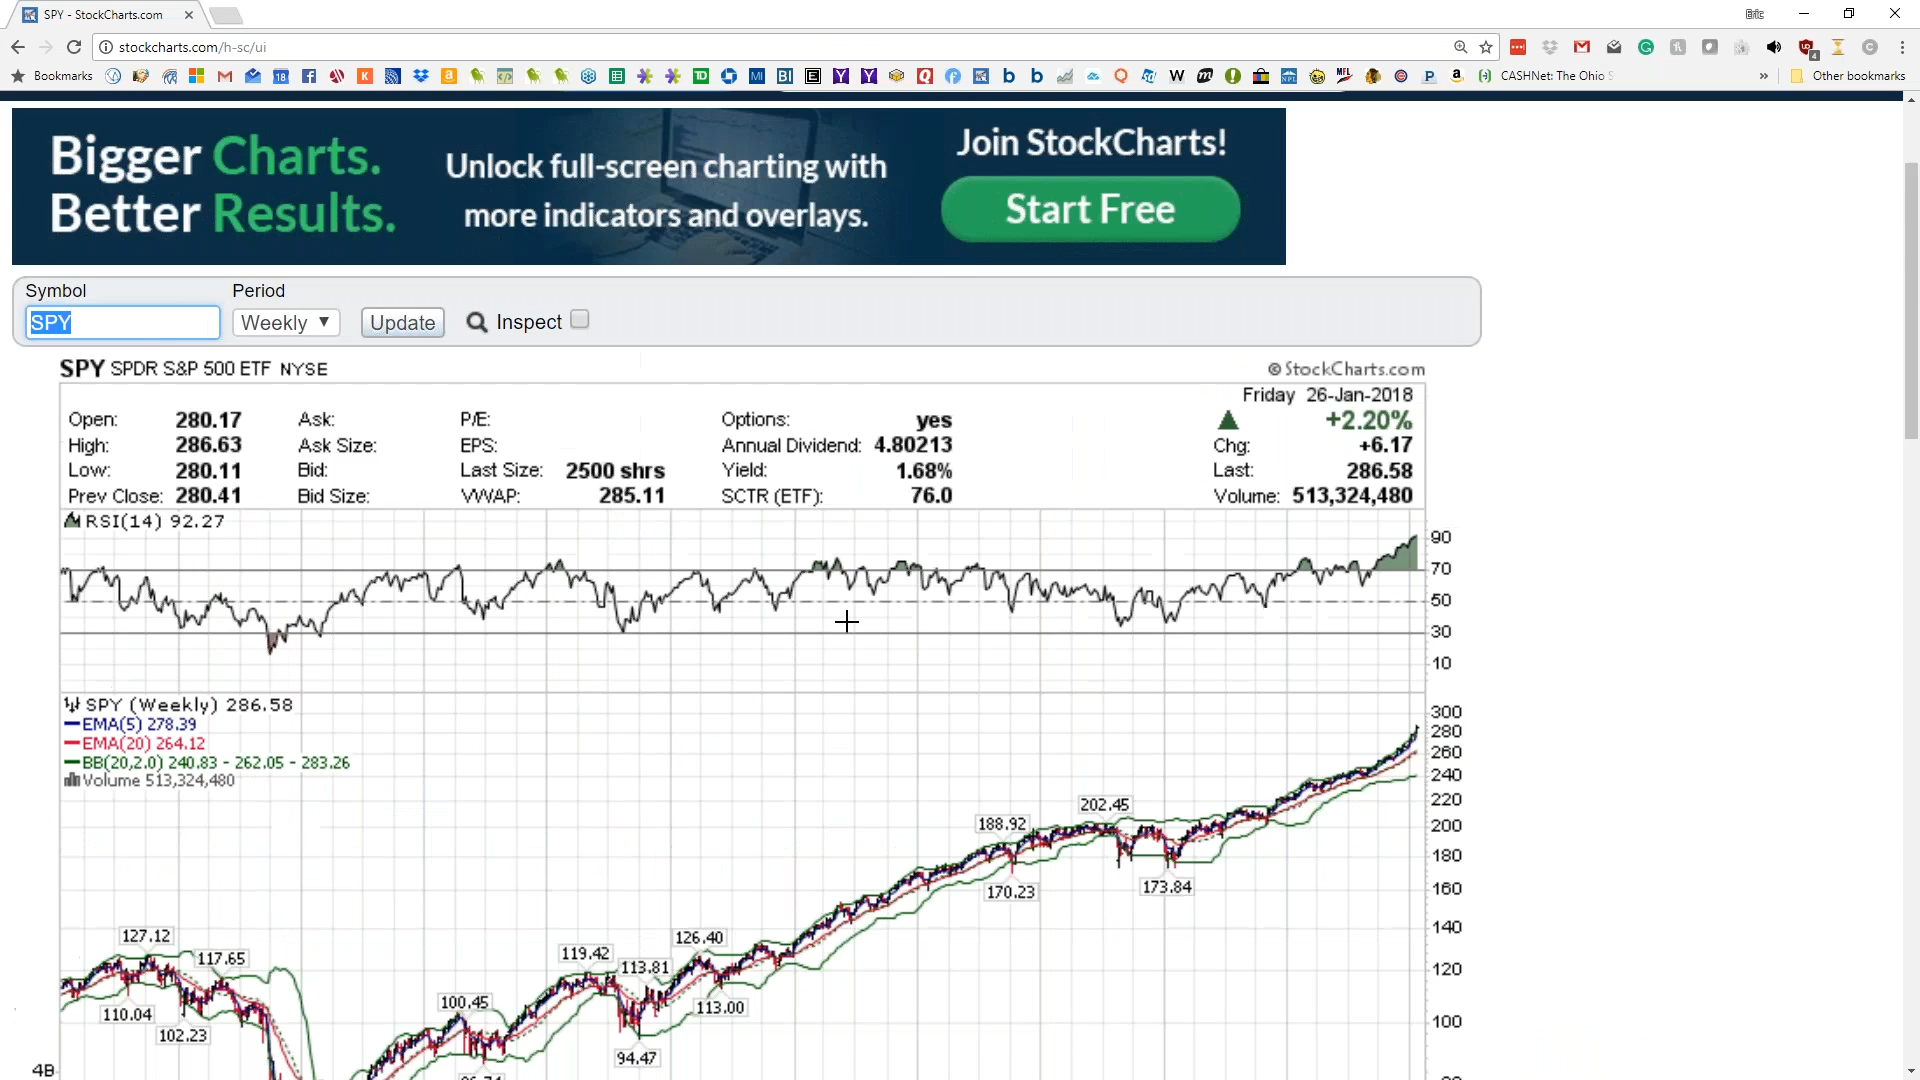 SPY - StockCharts.com
Eric
stockcharts.com/h-sc/ui
Bookmarks
CASHNet: The Ohio S
Other bookmarks
Bigger Charts.
Better Results.
Unlock full-screen charting with
more indicators and overlays.
Join StockCharts!
Start Free
Symbol
Period
SPY
Weekly
Update
Inspect
SPY SPDR S&P 500 ETF NYSE
© StockCharts.com
Friday 26-Jan-2018
Open: 280.17 Ask: P/E: Options: yes +2.20%
High: 286.63 Ask Size: EPS: Annual Dividend: 4.80213 Chg: +6.17
Low: 280.11 Bid: Last Size: 2500 shrs Yield: 1.68% Last: 286.58
Prev Close: 280.41 Bid Size: VWAP: 285.11 SCTR (ETF): 76.0 Volume: 513,324,480
RSI(14) 92.27
90
70
50
30
10
SPY (Weekly) 286.58
EMA(5) 278.39
EMA(20) 264.12
BB(20,2.0) 240.83 - 262.05 - 283.26
Volume 513,324,480
300
280
260
240
220
200
180
160
140
120
100
202.45
188.92
173.84
170.23
127.12
126.40
119.42
117.65
113.81
110.04
100.45
113.00
102.23
94.47
4B